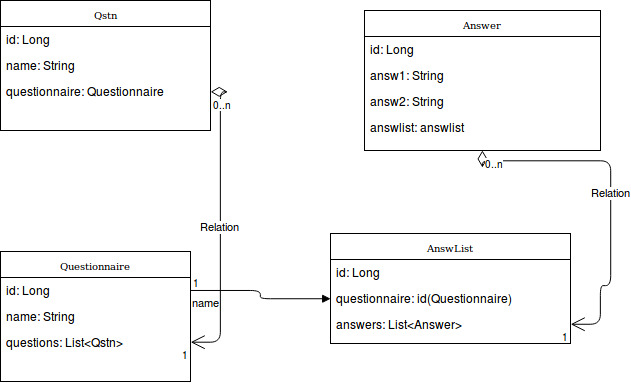 Qstn
id: Long
name: String
questionnaire: Questionnaire
0..n
Answer
id: Long
answ1: String
answ2: String
answlist: answlist
0..n
Relation
Relation
Questionnaire
id: Long
name: String
questions: List<Qstn>
1
1
name
AnswList
id: Long
questionnaire: id(Questionnaire)
answers: List<Answer>
1